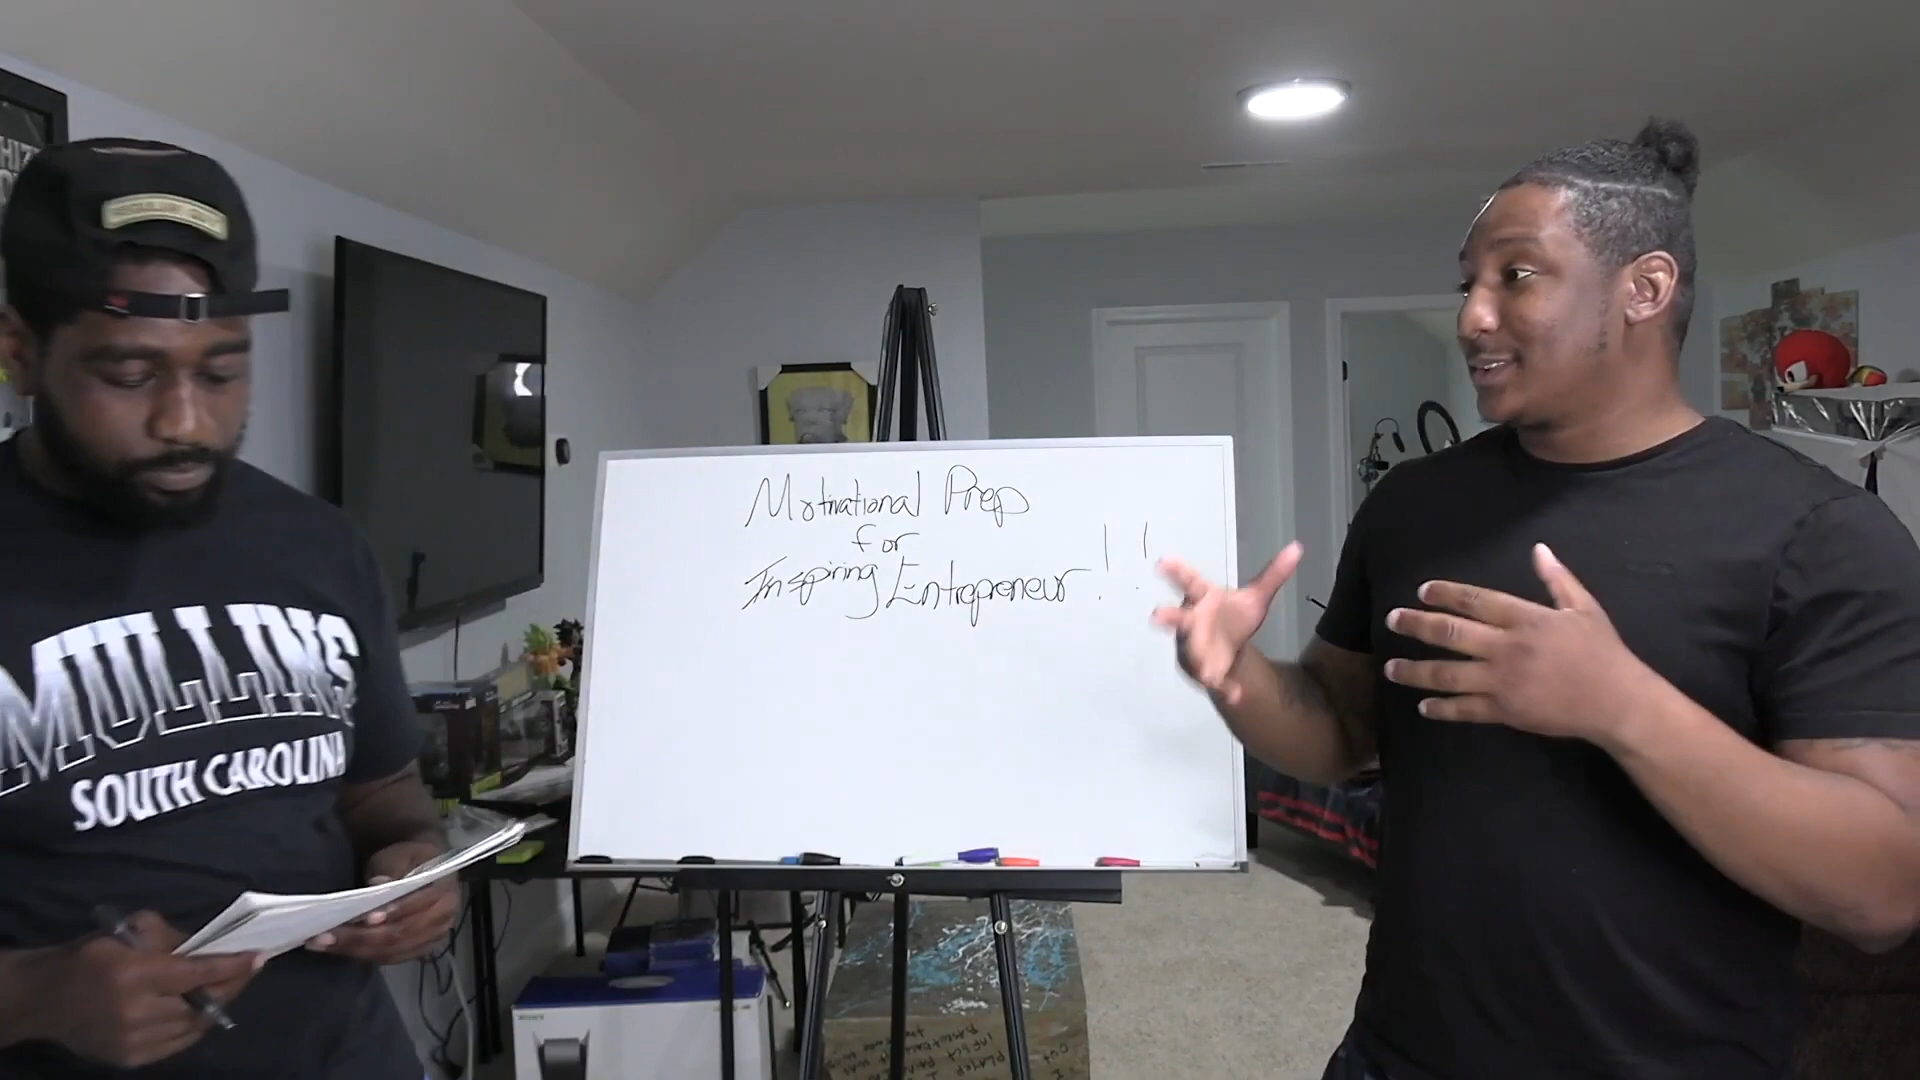 Motivational Prep
for
Inspiring Entrepreneur!!
MULLINS
SOUTH CAROLINA